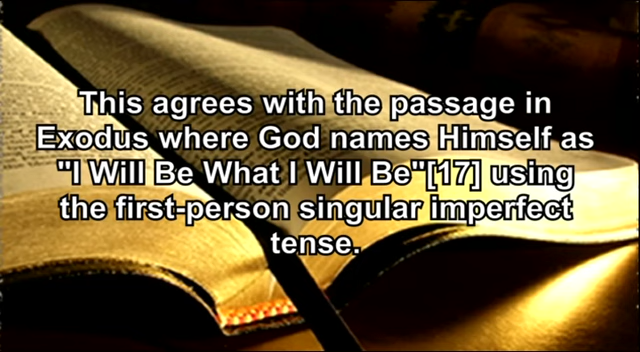 This agrees with the passage in
Exodus where God names Himself as
"I Will Be What I Will Be"[17] using
the first-person singular imperfect
tense.